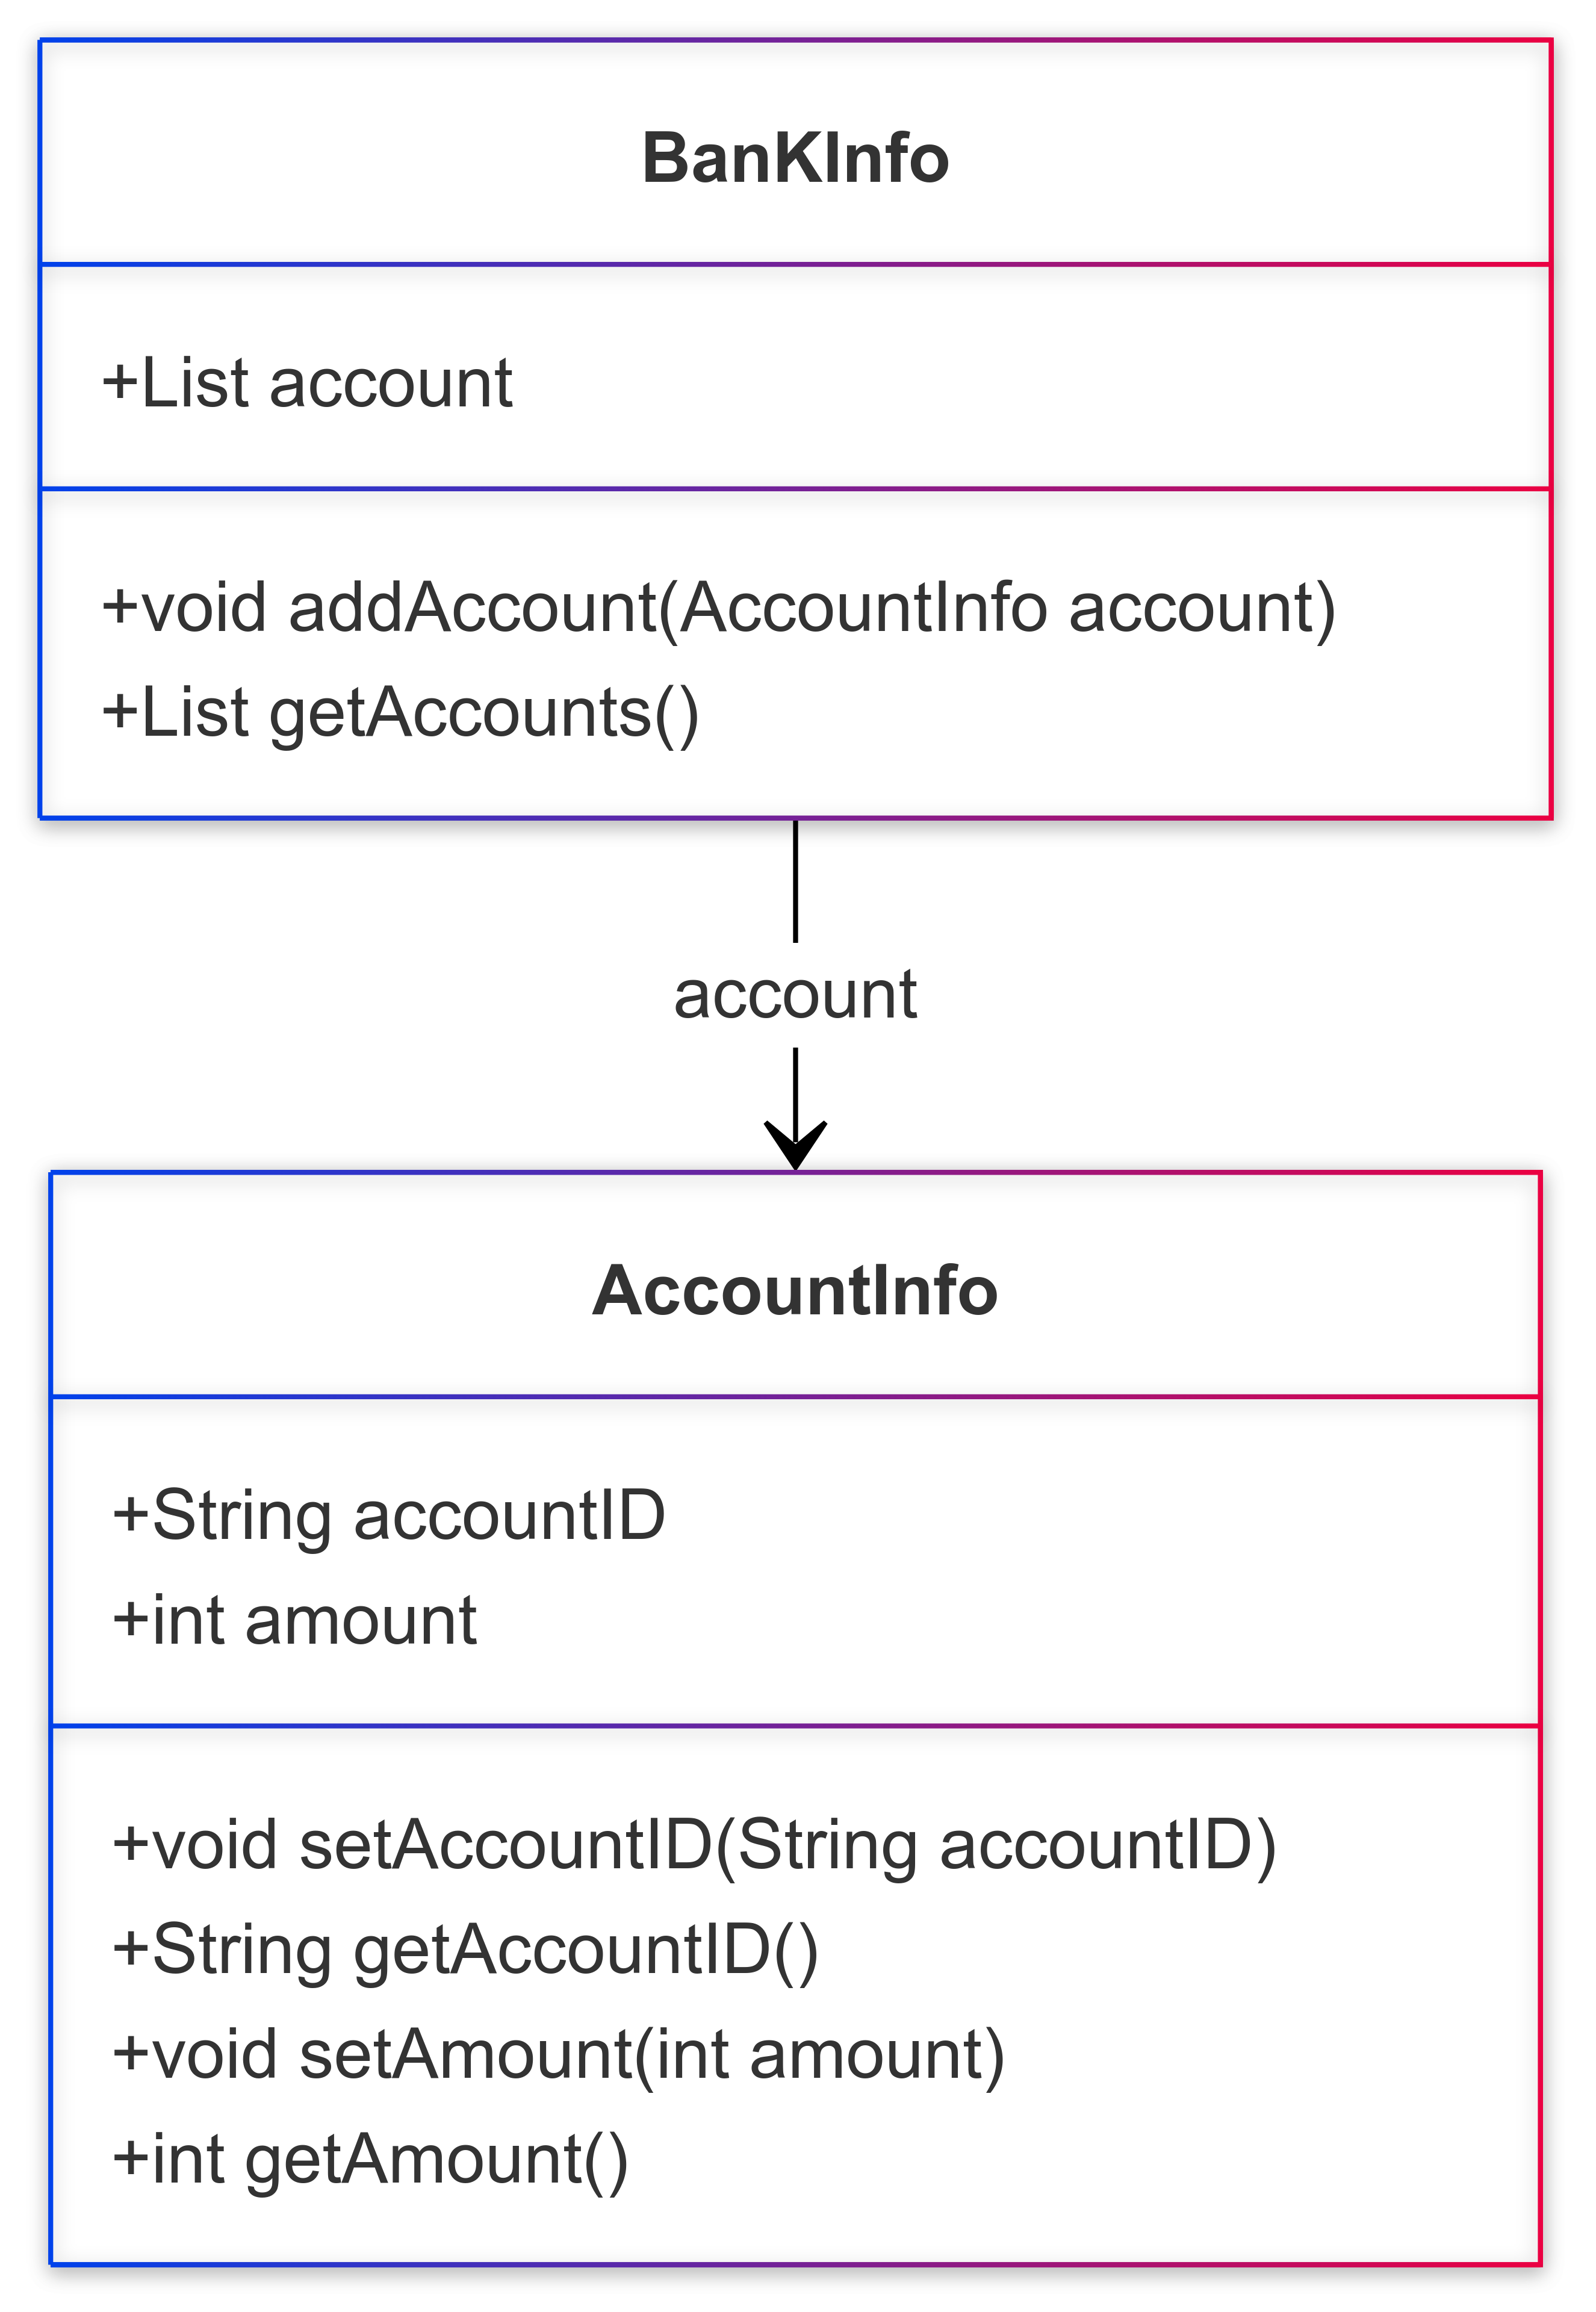 BanKInfo
+List account
+void addAccount(AccountInfo account)
+List getAccounts()
account
AccountInfo
+String accountID
+int amount
+void setAccountID(String accountID)
+String getAccountID()
+void setAmount(int amount)
+int getAmount()